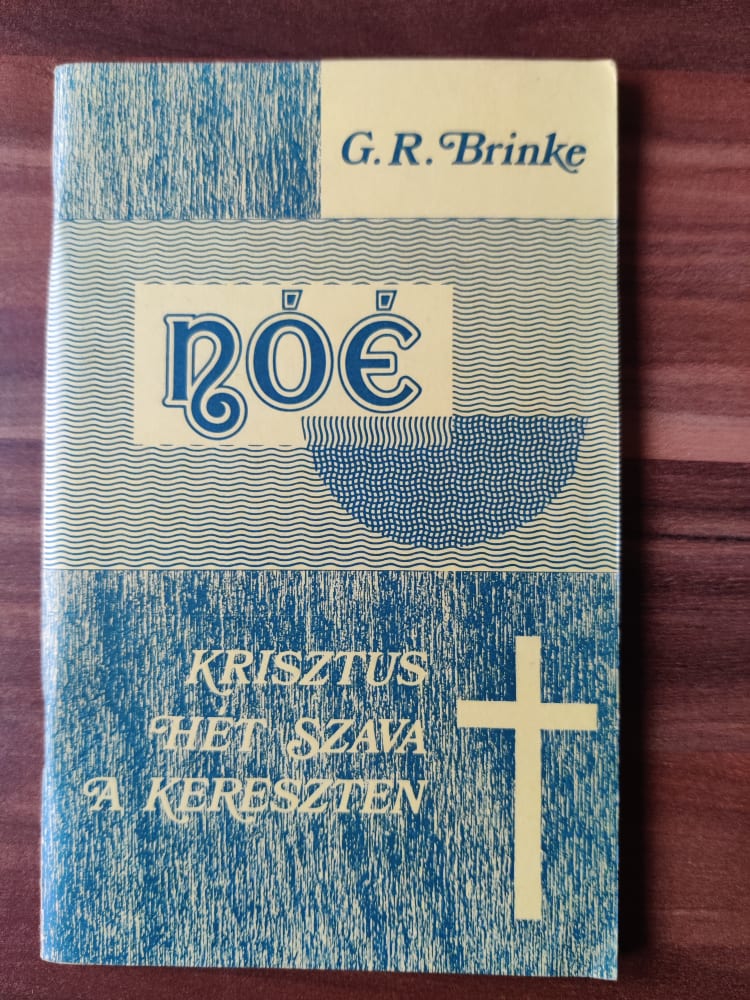 G. R. Brinke
NÓÉ
KRISZTUS
HÉT SZAVA
A KERESZTEN